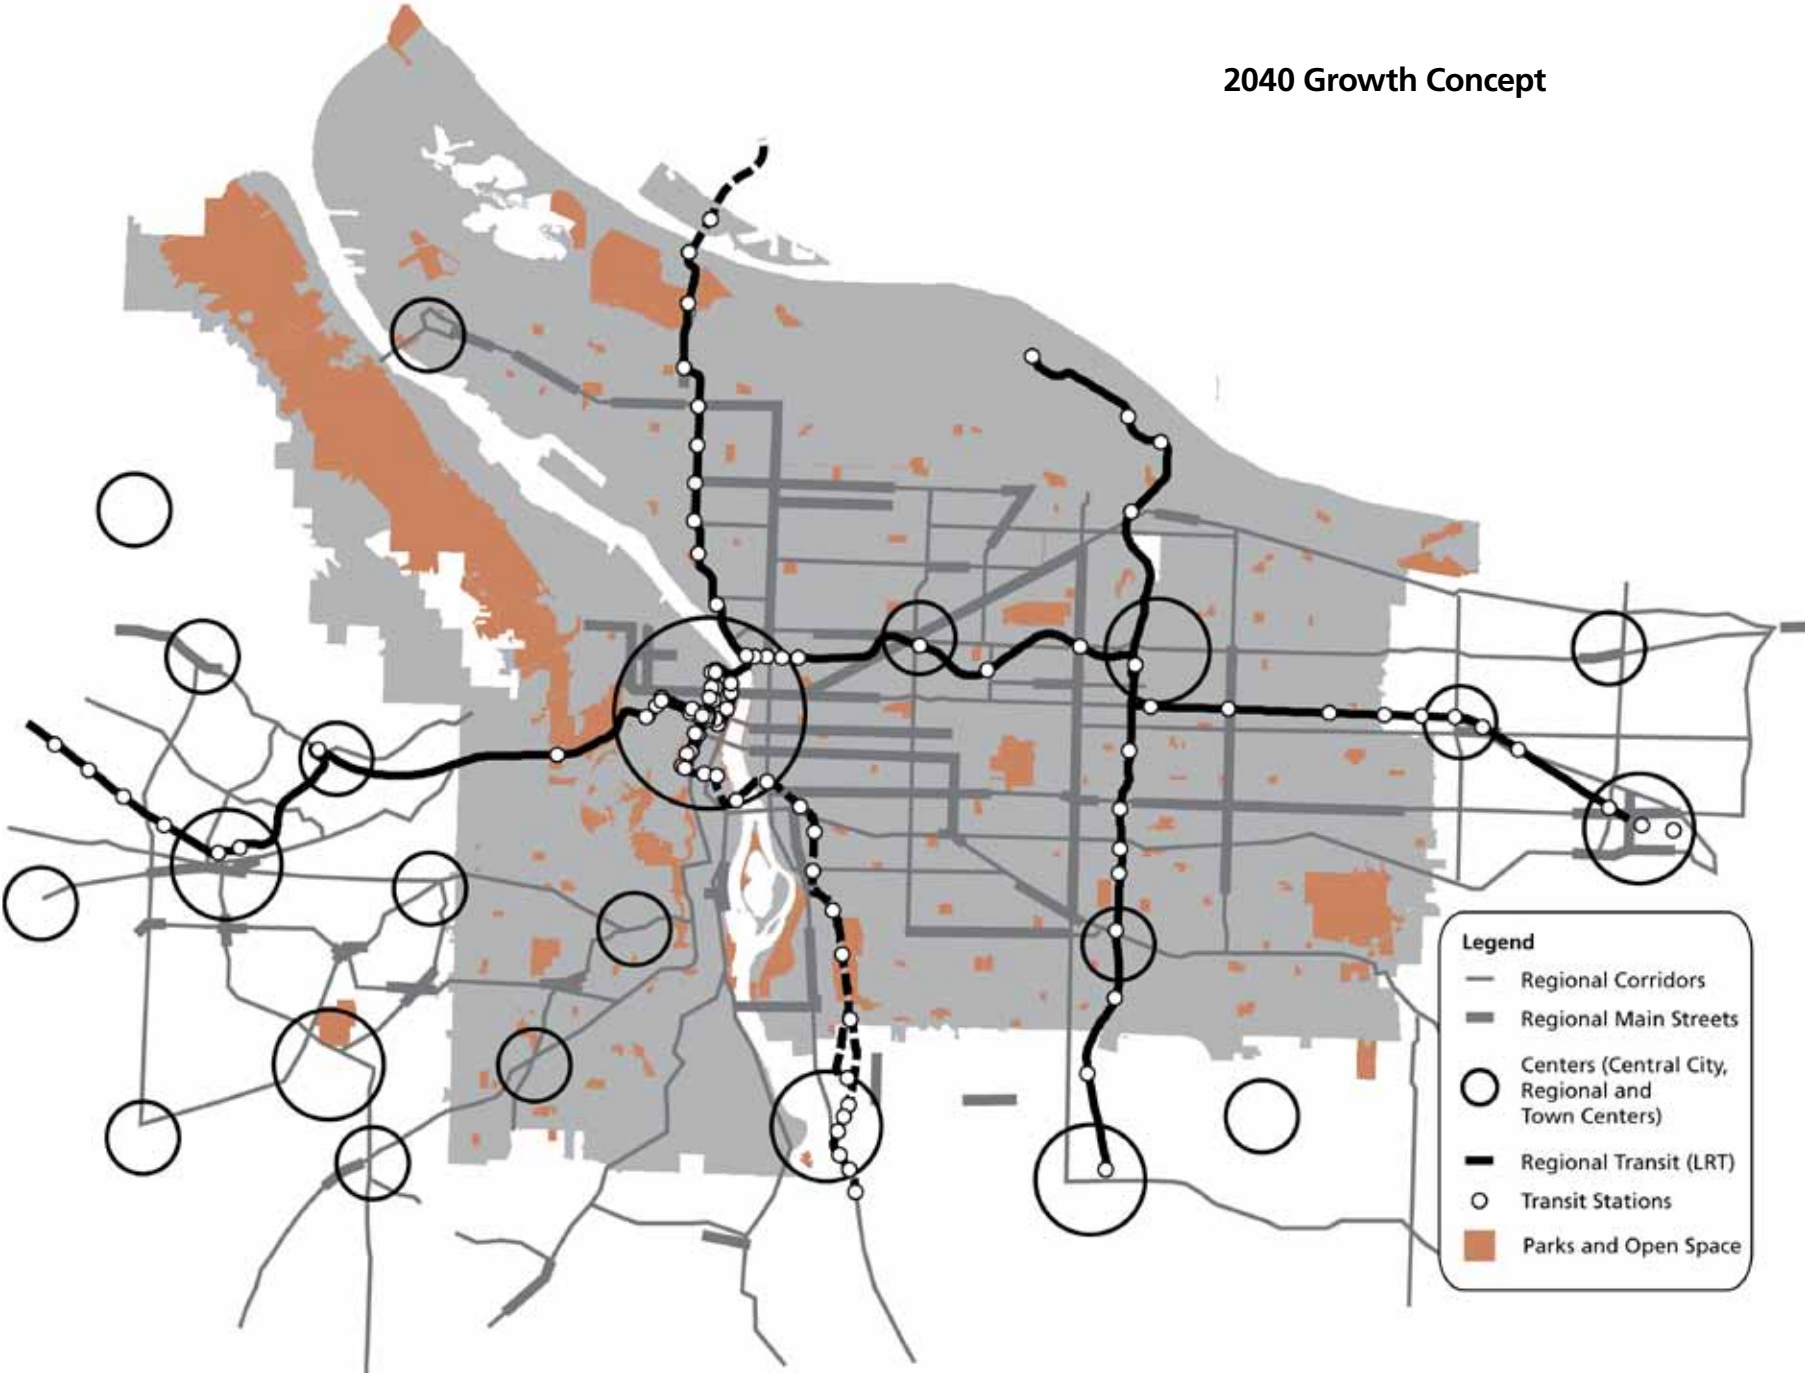 2040 Growth Concept
Legend
Regional Corridors
Regional Main Streets
Centers (Central City,
Regional and
Town Centers)
Regional Transit (LRT)
Transit Stations
Parks and Open Space